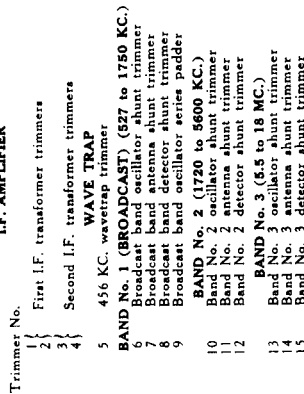 I.F. AMPLIFIER
Trimmer No.
1 } First I.F. transformer trimmers
2 }
3 } Second I.F. transformer trimmers
4 }
WAVE TRAP
5 456 KC. wavetrap trimmer
BAND No. 1 (BROADCAST) (527 to 1750 KC.)
6 Broadcast band oscillator shunt trimmer
7 Broadcast band antenna shunt trimmer
8 Broadcast band detector shunt trimmer
9 Broadcast band oscillator series padder
BAND No. 2 (1720 to 5600 KC.)
10 Band No. 2 oscillator shunt trimmer
11 Band No. 2 antenna shunt trimmer
12 Band No. 2 detector shunt trimmer
BAND No. 3 (5.5 to 18 MC.)
13 Band No. 3 oscillator shunt trimmer
14 Band No. 3 antenna shunt trimmer
15 Band No. 3 detector shunt trimmer